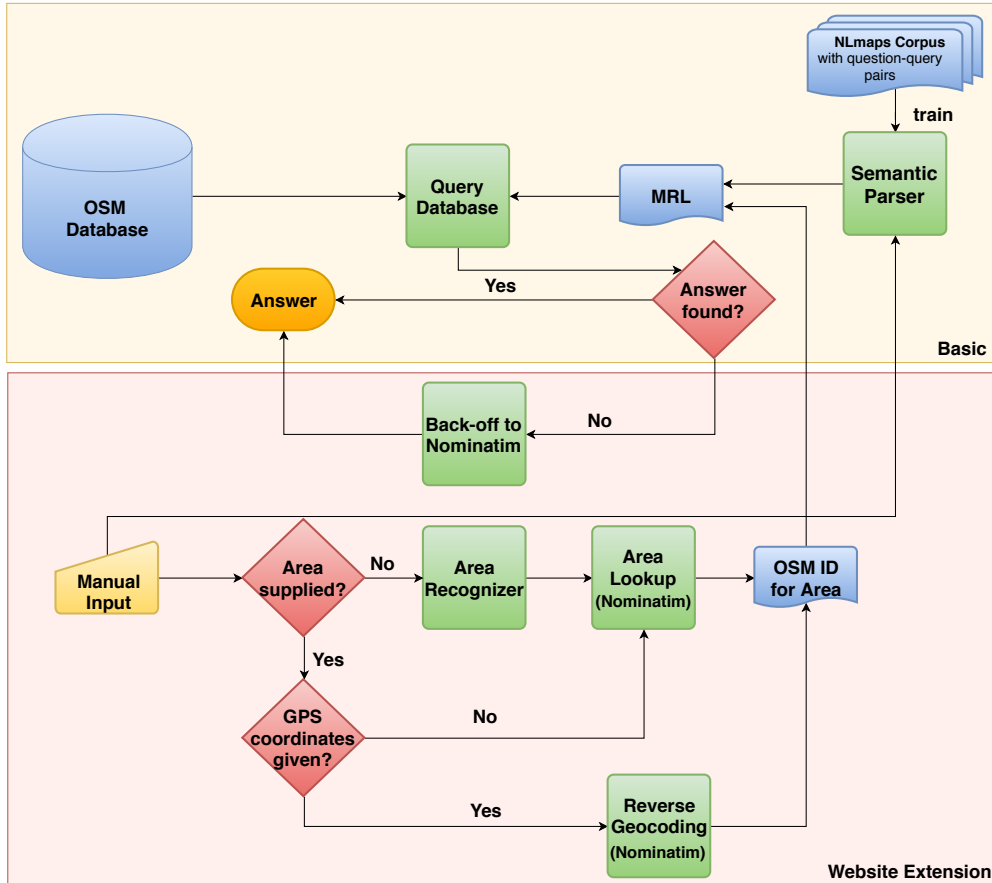 NLmaps Corpus
with question-query
pairs
train
OSM
Database
Query
Database
MRL
Semantic
Parser
Answer
Yes
Answer
found?
Basic
Back-off to
Nominatim
No
Manual
Input
Area
supplied?
No
Area
Recognizer
Area
Lookup
(Nominatim)
OSM ID
for Area
Yes
GPS
coordinates
given?
No
Yes
Reverse
Geocoding
(Nominatim)
Website Extension